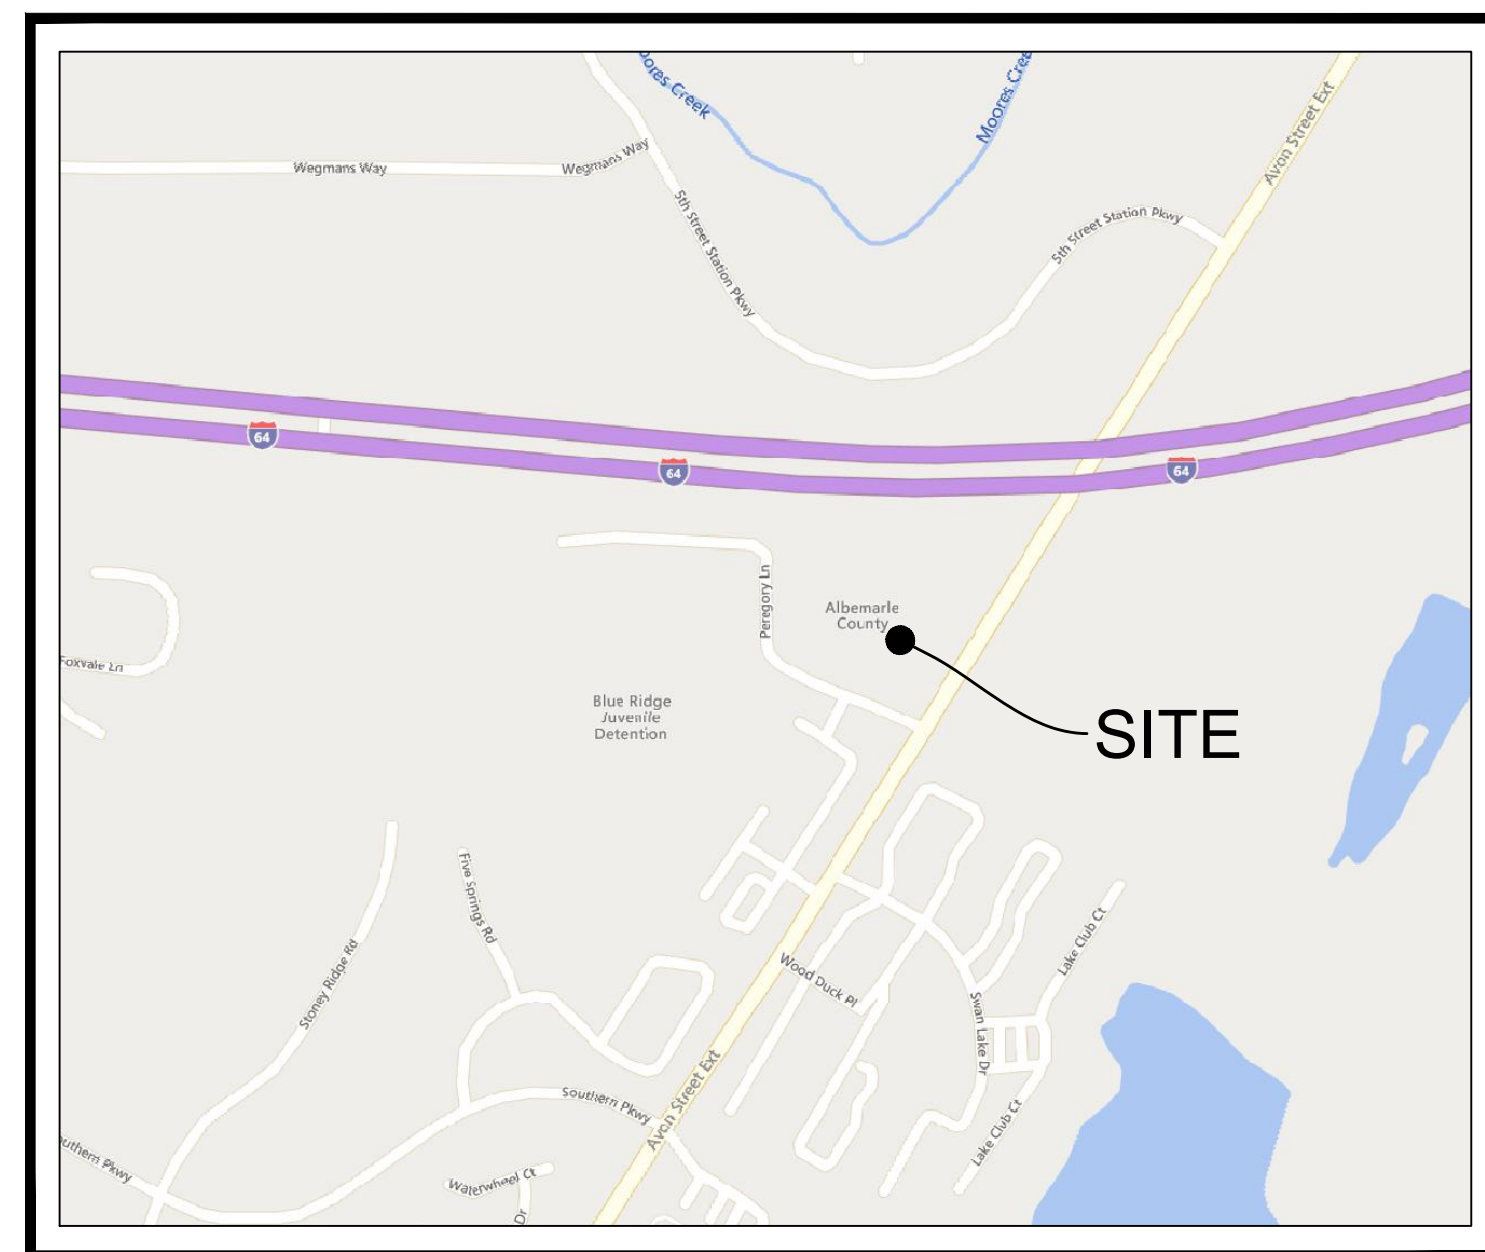 Moores Creek
Avon Street Ext
Wegmans Way
Wegmans Way
5th Street Station Pkwy
5th Street Station Pkwy
64
64
64
Peregory Ln
Albemarle
County
Foxvale Ln
Blue Ridge
Juvenile
Detention
SITE
Five Springs Rd
Stoney Ridge Rd
Lake Club Ct
Wood Duck Pl
Swan Lake Dr
Avon Street Ext
Southern Pkwy
Lake Club Ct
Pkwy
Waterwheel Ct
Dr